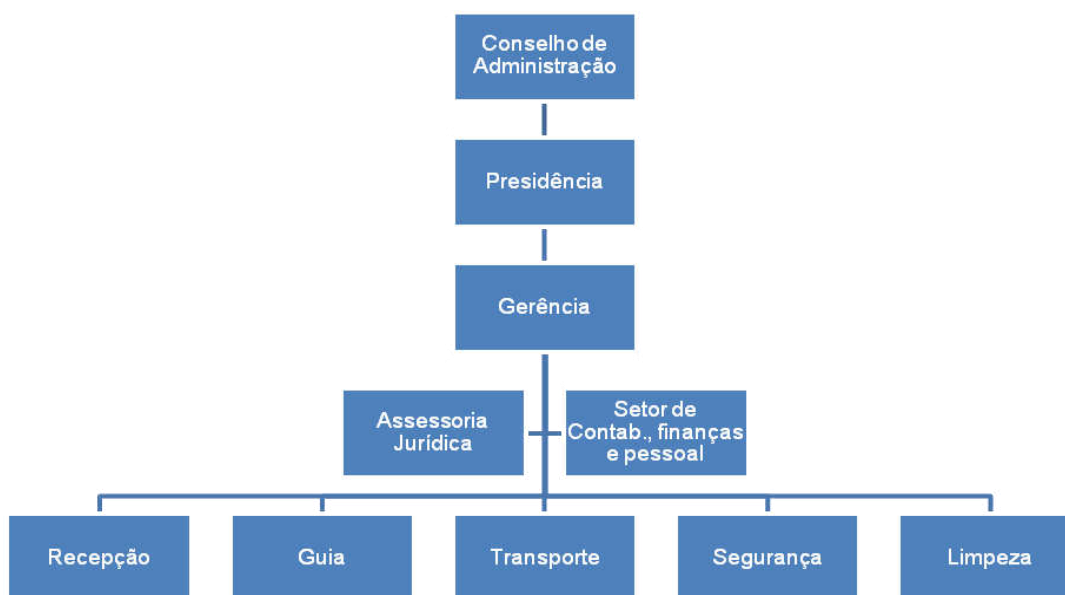 Conselho de
Administração
Presidência
Gerência
Assessoria
Jurídica
Setor de
Contab., finanças
e pessoal
Recepção
Guia
Transporte
Segurança
Limpeza